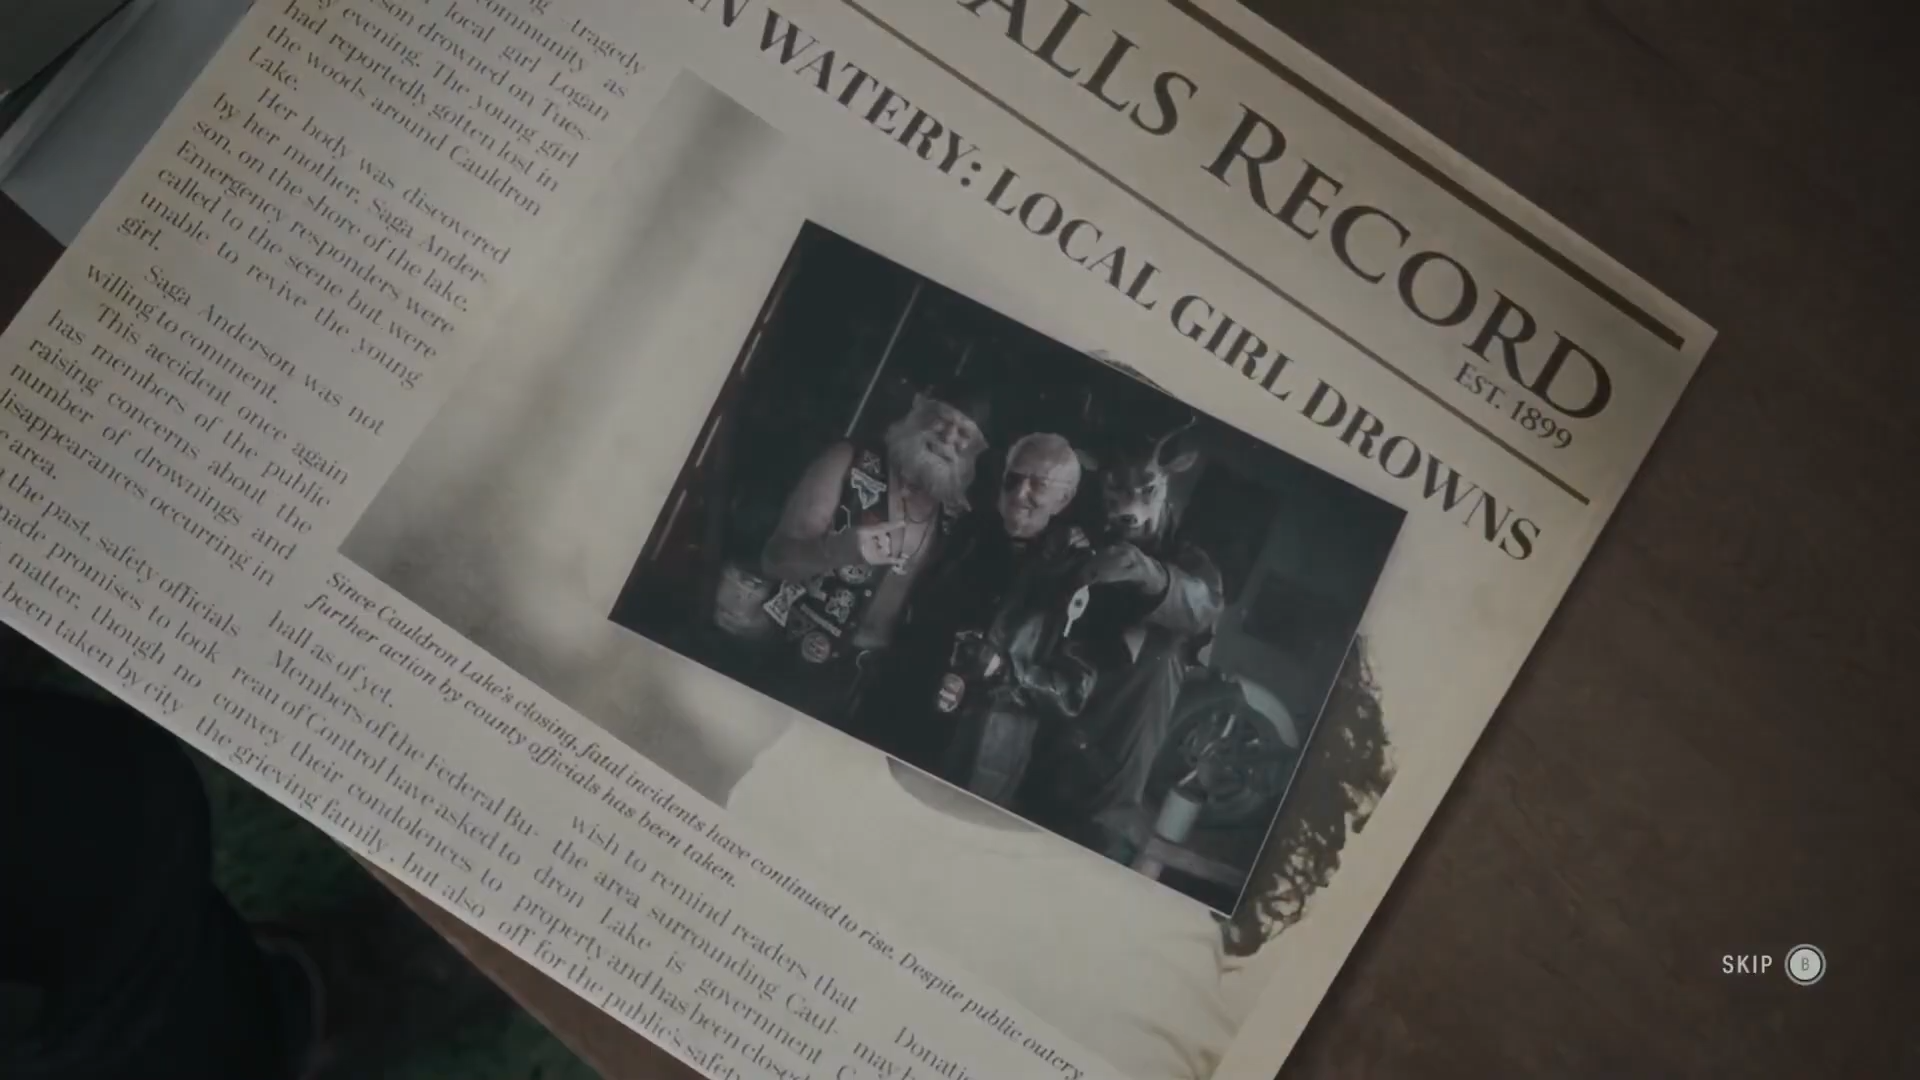 ALLS RECORD
EST. 1899
IN WATERY: LOCAL GIRL DROWNS
tragedy
community as
local girl Logan
son drowned on Tues-
evening. The young girl
had reportedly gotten lost in
the woods around Cauldron
Lake.
Her body was discovered
by her mother, Saga Ander-
son, on the shore of the lake.
Emergency responders were
called to the scene but were
unable to revive the young
girl.
Saga Anderson was not
willing to comment.
This accident once again
has members of the public
raising concerns about the
number of drownings and
disappearances occurring in
area.
the past, safety officials
made promises to look
matter, though no
been taken by city
hall as of yet.
Members of the Federal Bu-
reau of Control have asked to
convey their condolences to
the grieving family, but also
wish to remind readers that
the area surrounding Caul-
dron Lake is government
property and has been closed
off for the public's safety
Donatio
may b
Since Cauldron Lake's closing, fatal incidents have continued to rise. Despite public outcry
further action by county officials has been taken.
SKIP B